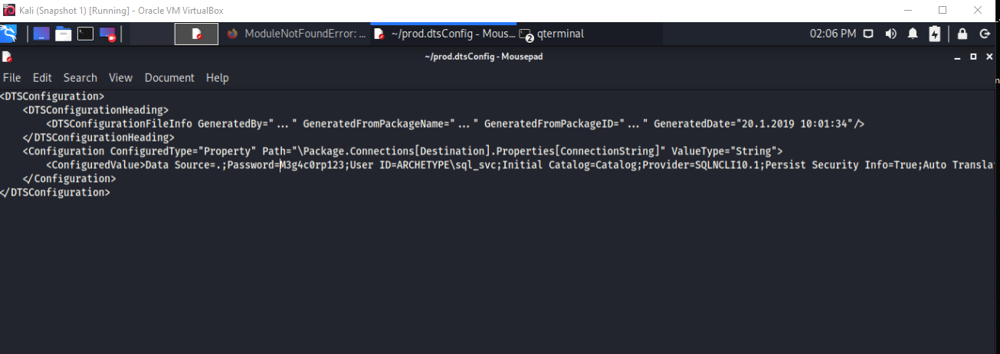 Kali (Snapshot 1) [Running] - Oracle VM VirtualBox
ModuleNotFoundError: ... ~/prod.dtsConfig - Mous... 2 qterminal 02:06 PM
~/prod.dtsConfig - Mousepad
File Edit Search View Document Help
<DTSConfiguration>
<DTSConfigurationHeading>
<DTSConfigurationFileInfo GeneratedBy="..." GeneratedFromPackageName="..." GeneratedFromPackageID="..." GeneratedDate="20.1.2019 10:01:34"/>
</DTSConfigurationHeading>
<Configuration ConfiguredType="Property" Path="\Package.Connections[Destination].Properties[ConnectionString]" ValueType="String">
<ConfiguredValue>Data Source=.;Password=M3g4c0rp123;User ID=ARCHETYPE\sql_svc;Initial Catalog=Catalog;Provider=SQLNCLI10.1;Persist Security Info=True;Auto Transla
</Configuration>
</DTSConfiguration>